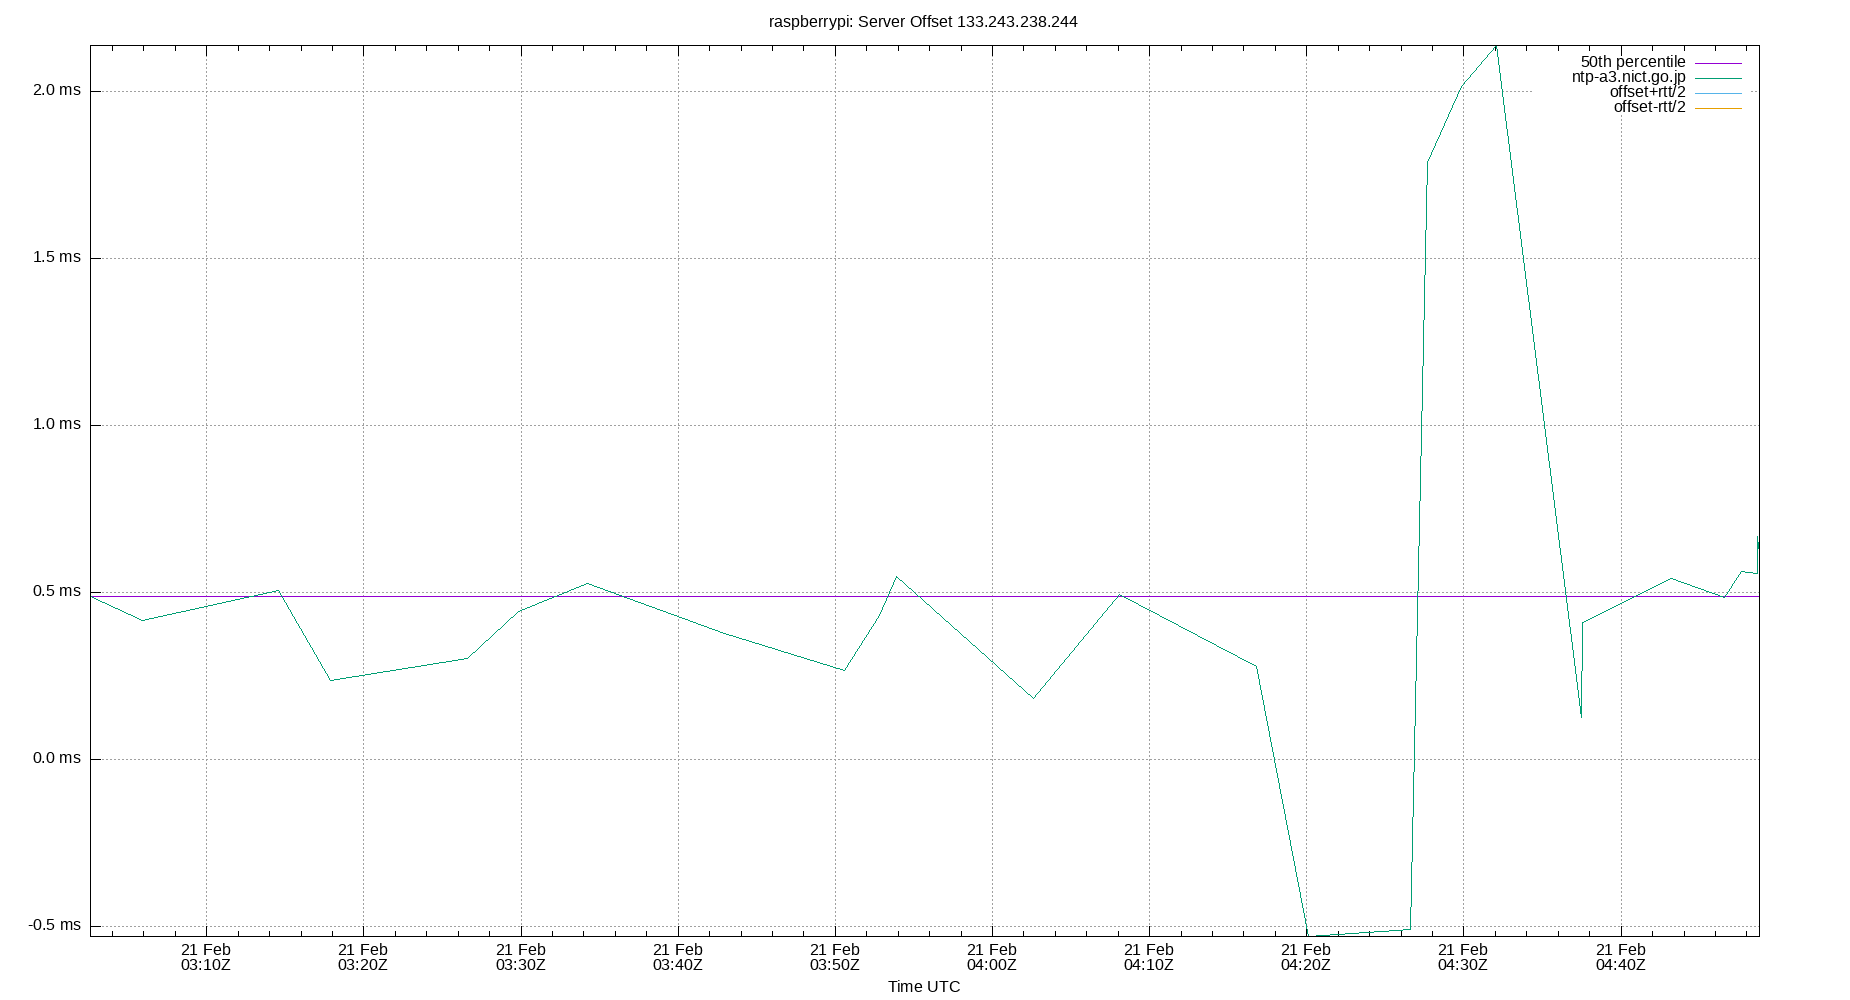 raspberrypi: Server Offset 133.243.238.244
50th percentile
ntp-a3.nict.go.jp
offset+rtt/2
offset-rtt/2
2.0 ms
1.5 ms
1.0 ms
0.5 ms
0.0 ms
-0.5 ms
21 Feb 21 Feb 21 Feb 21 Feb 21 Feb 21 Feb 21 Feb 21 Feb 21 Feb 21 Feb
03:10Z 03:20Z 03:30Z 03:40Z 03:50Z 04:00Z 04:10Z 04:20Z 04:30Z 04:40Z
Time UTC